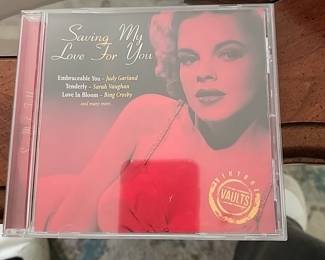 Saving My
Love For You
Embraceable You – Judy Garland
Tenderly – Sarah Vaughan
Love In Bloom – Bing Crosby
and many more
VINTAGE
VAULTS